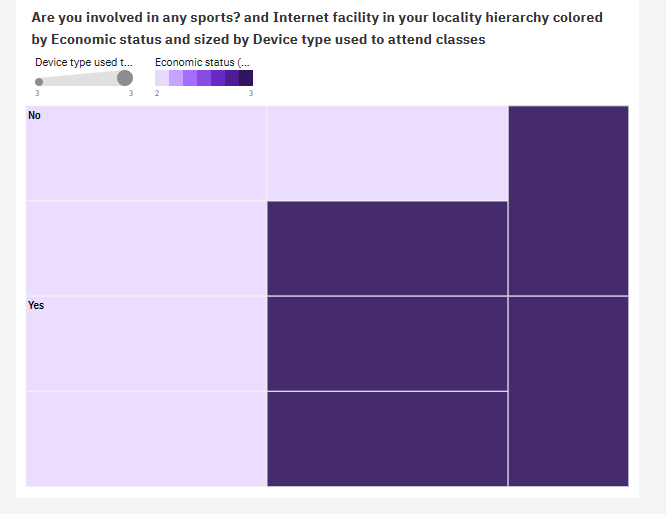 Are you involved in any sports? and Internet facility in your locality hierarchy colored
by Economic status and sized by Device type used to attend classes
Device type used t... Economic status (...
3 3 2 3
No
Yes